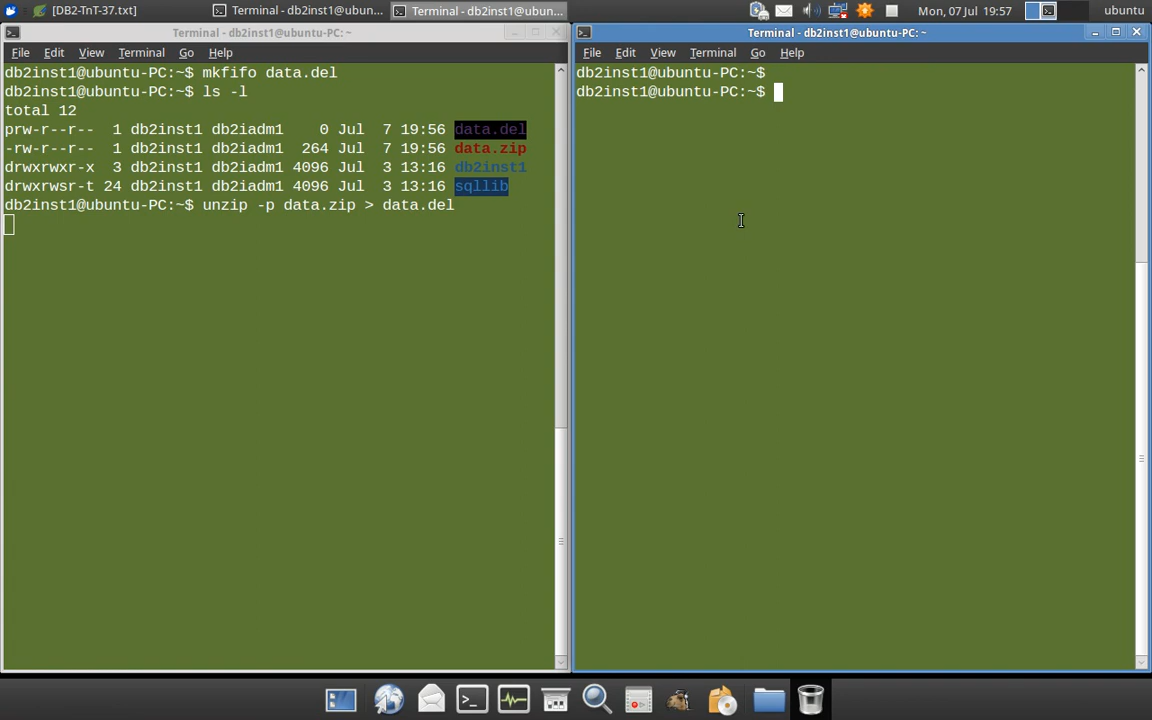 [DB2-TnT-37.txt]
Terminal - db2inst1@ubun...
Terminal - db2inst1@ubun...
Mon, 07 Jul 19:57
ubuntu
Terminal - db2inst1@ubuntu-PC: ~
File Edit View Terminal Go Help
db2inst1@ubuntu-PC:~$ mkfifo data.del
db2inst1@ubuntu-PC:~$ ls -l
total 12
prw-r--r-- 1 db2inst1 db2iadm1 0 Jul 7 19:56 data.del
-rw-r--r-- 1 db2inst1 db2iadm1 264 Jul 7 19:56 data.zip
drwxrwxr-x 3 db2inst1 db2iadm1 4096 Jul 3 13:16 db2inst1
drwxrwsr-t 24 db2inst1 db2iadm1 4096 Jul 3 13:16 sqllib
db2inst1@ubuntu-PC:~$ unzip -p data.zip > data.del
Terminal - db2inst1@ubuntu-PC: ~
File Edit View Terminal Go Help
db2inst1@ubuntu-PC:~$
db2inst1@ubuntu-PC:~$